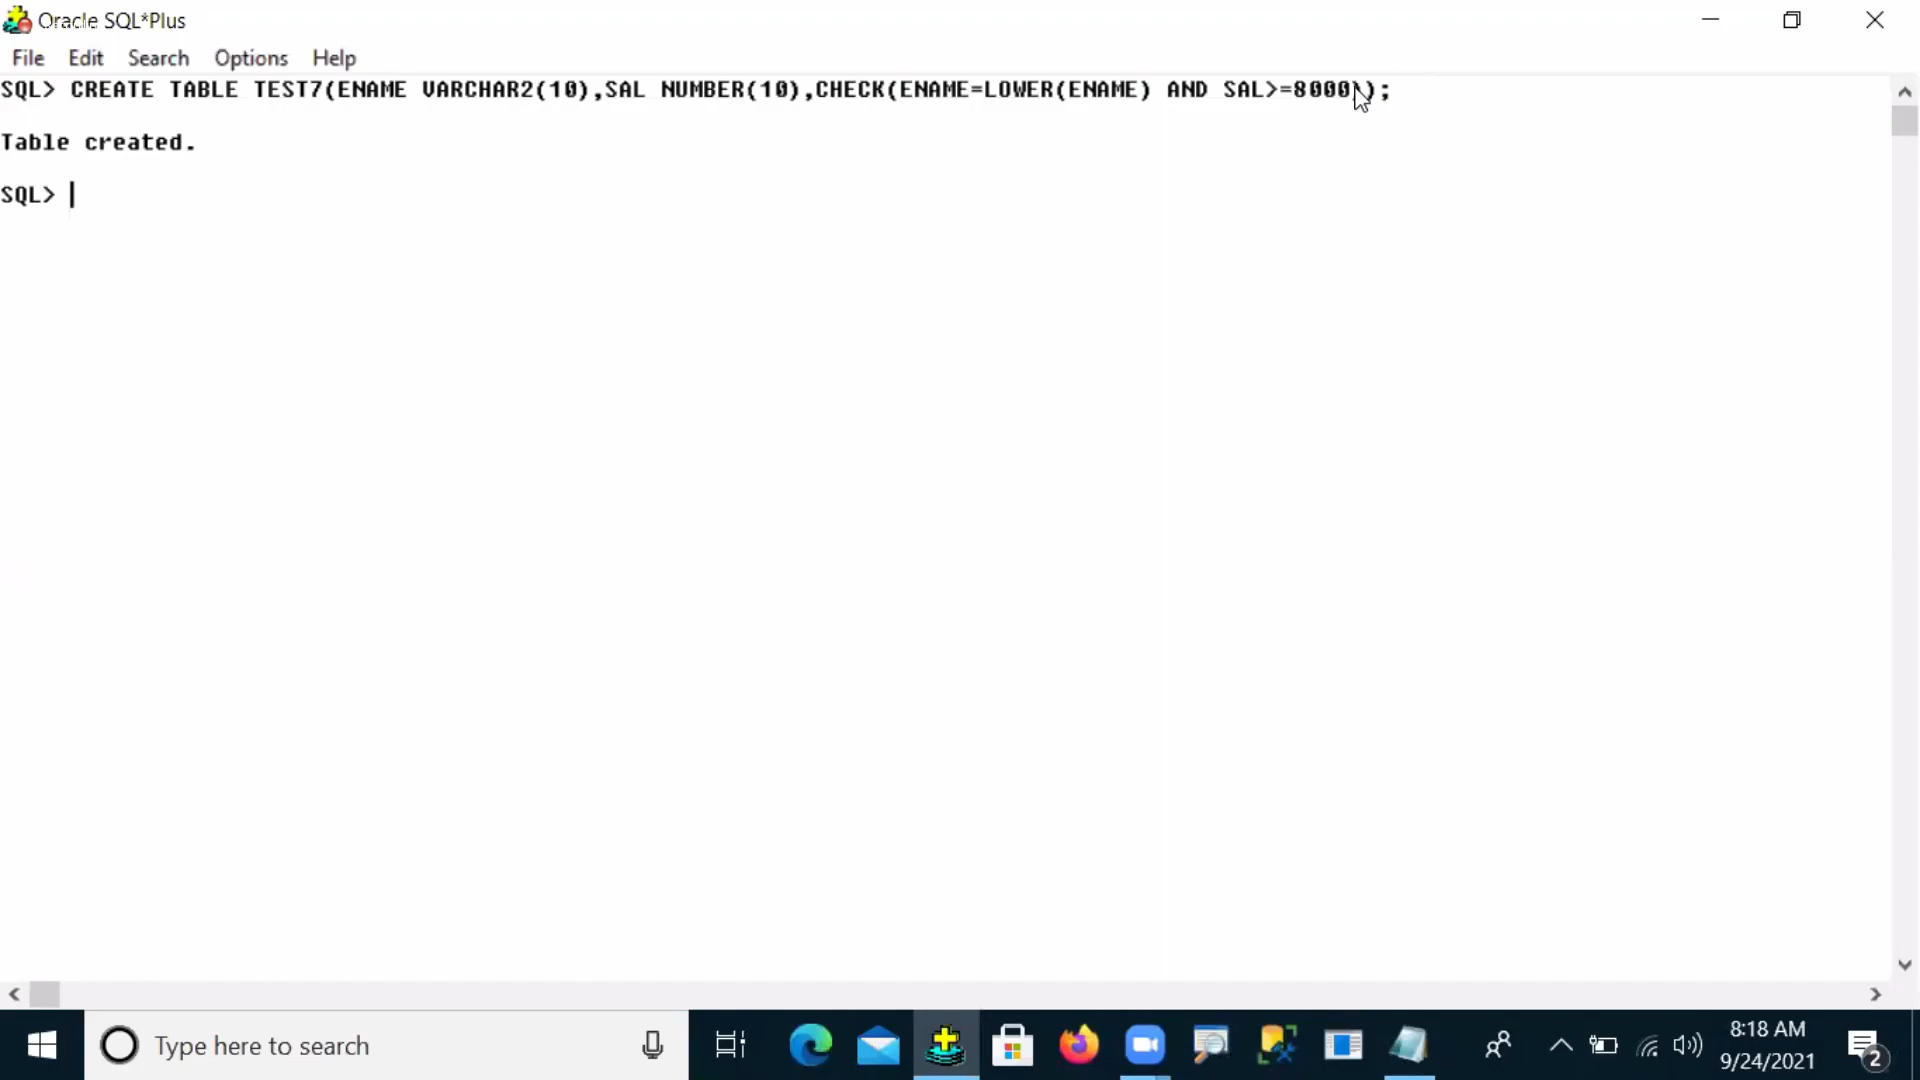 Oracle SQL*Plus
File Edit Search Options Help
SQL> CREATE TABLE TEST7(ENAME VARCHAR2(10),SAL NUMBER(10),CHECK(ENAME=LOWER(ENAME) AND SAL>=8000));
Table created.
SQL>
Type here to search
8:18 AM
9/24/2021
2